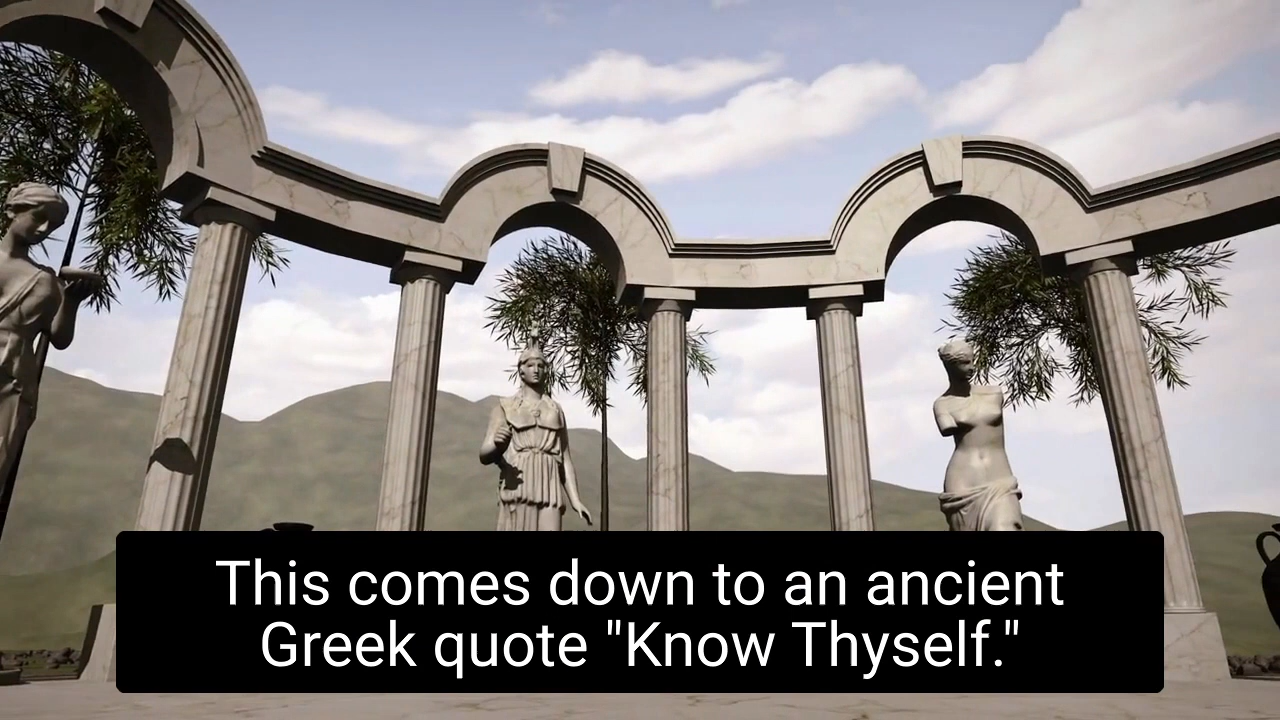 This comes down to an ancient
Greek quote "Know Thyself."